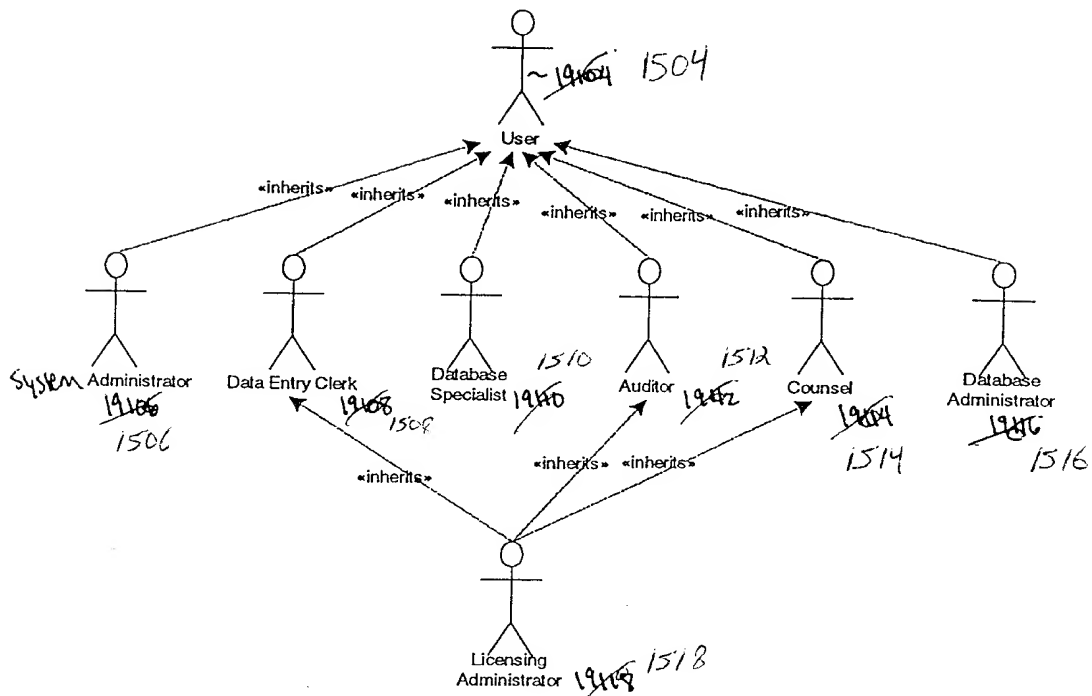 1504
User
«inherits» «inherits» «inherits» «inherits» «inherits» «inherits»
System Administrator
1506
Data Entry Clerk
1508
Database
Specialist
1510
Auditor
1512
Counsel
1514
Database
Administrator
1516
«inherits» «inherits» «inherits»
Licensing
Administrator
1518